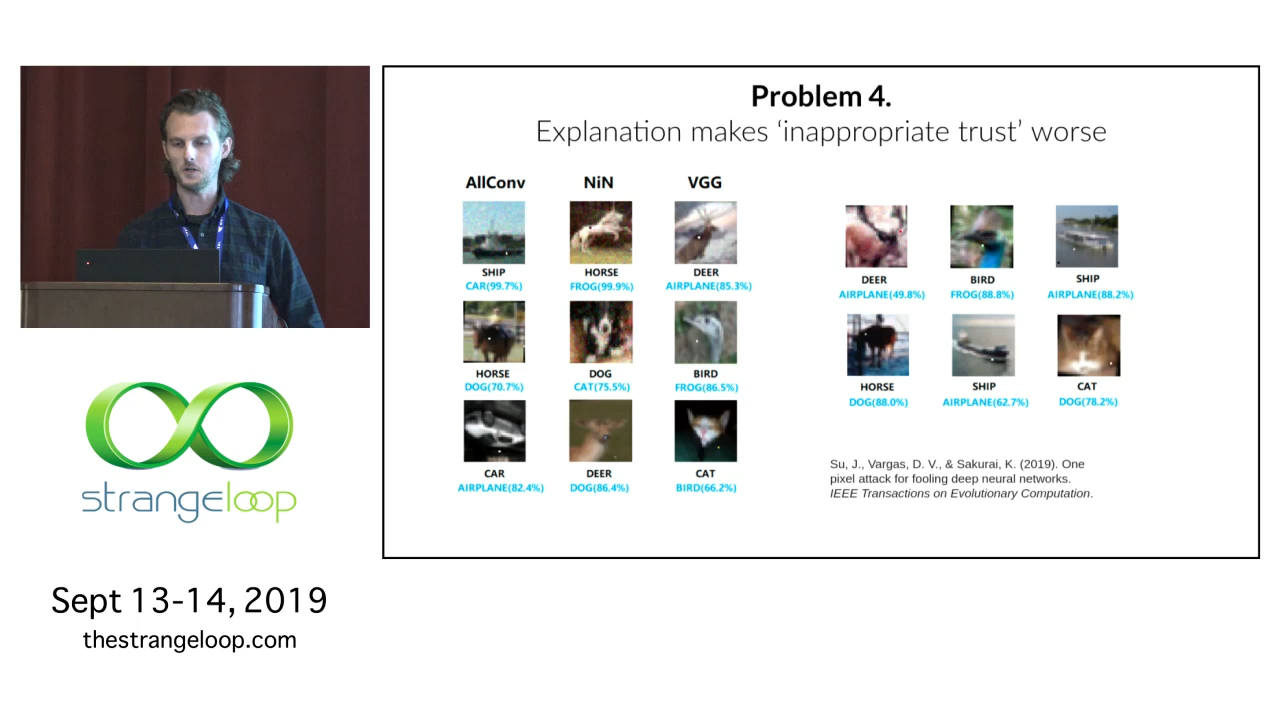 Problem 4.
Explanation makes ‘inappropriate trust’ worse
AllConv NiN VGG
SHIP HORSE DEER
CAR(99.7%) FROG(99.9%) AIRPLANE(85.3%)
HORSE DOG BIRD
DOG(70.7%) CAT(75.5%) FROG(86.5%)
CAR DEER CAT
AIRPLANE(82.4%) DOG(86.4%) BIRD(66.2%)
DEER BIRD SHIP
AIRPLANE(49.8%) FROG(88.8%) AIRPLANE(88.2%)
HORSE SHIP CAT
DOG(88.0%) AIRPLANE(62.7%) DOG(78.2%)
Su, J., Vargas, D. V., & Sakurai, K. (2019). One
pixel attack for fooling deep neural networks.
IEEE Transactions on Evolutionary Computation.
strangeloop
Sept 13-14, 2019
thestrangeloop.com